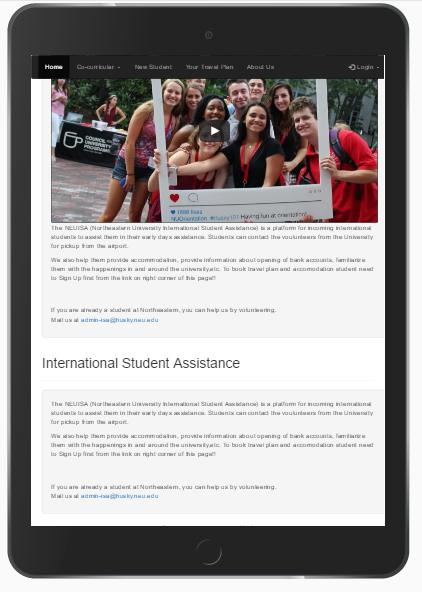 Home Co-curricular New Student Your Travel Plan About Us Login
COUNCIL
UNIVERSITY
PROGRAMS
CUP
1898 likes
NUOrientation #husky101 Having fun at orientation!
The NEUISA (Northeastern University International Student Assistance) is a platform for incoming international
students to assist them in their early days assistance. Students can contact the voulunteers from the University
for pickup from the airport.
We also help them provide accommodation, provide information about opening of bank accounts, familiarize
them with the happenings in and around the university,etc. To book travel plan and accomodation student need
to Sign Up first from the link on right corner of this page!!
If you are already a student at Northeastern, you can help us by volunteering.
Mail us at admin-isa@husky.neu.edu
International Student Assistance
The NEUISA (Northeastern University International Student Assistance) is a platform for incoming international
students to assist them in their early days assistance. Students can contact the voulunteers from the University
for pickup from the airport.
We also help them provide accommodation, provide information about opening of bank accounts, familiarize
them with the happenings in and around the university,etc. To book travel plan and accomodation student need
to Sign Up first from the link on right corner of this page!!
If you are already a student at Northeastern, you can help us by volunteering.
Mail us at admin-isa@husky.neu.edu